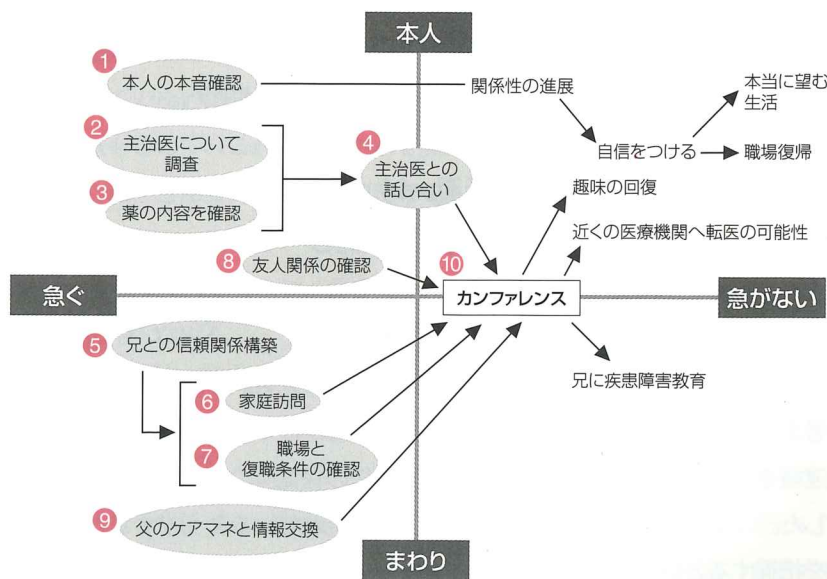 本人
1
本人の本音確認
関係性の進展
本当に望む
生活
2
主治医について
調査
4
主治医との
話し合い
自信をつける
職場復帰
3
薬の内容を確認
趣味の回復
近くの医療機関へ転医の可能性
8
友人関係の確認
10
カンファレンス
急ぐ
急がない
5
兄との信頼関係構築
兄に疾患障害教育
6
家庭訪問
7
職場と
復職条件の確認
9
父のケアマネと情報交換
まわり